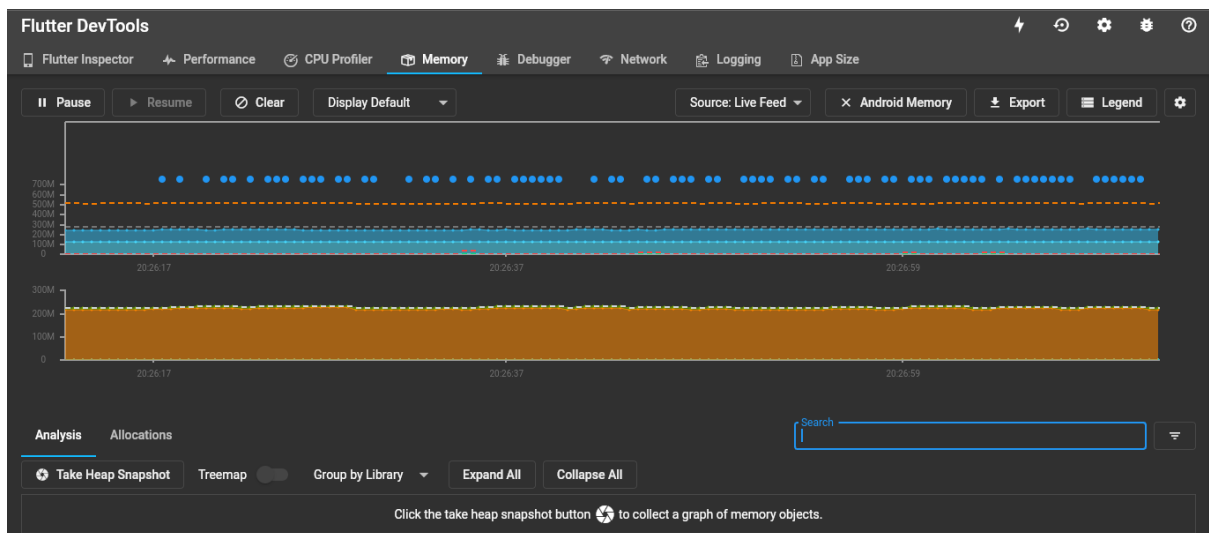 Flutter DevTools
Flutter Inspector Performance CPU Profiler Memory Debugger Network Logging App Size
Pause Resume Clear Display Default Source: Live Feed Android Memory Export Legend
700M
600M
500M
400M
300M
200M
100M
0
20:26:17 20:26:37 20:26:59
300M
200M
100M
0
20:26:17 20:26:37 20:26:59
Analysis Allocations Search
Take Heap Snapshot Treemap Group by Library Expand All Collapse All
Click the take heap snapshot button to collect a graph of memory objects.